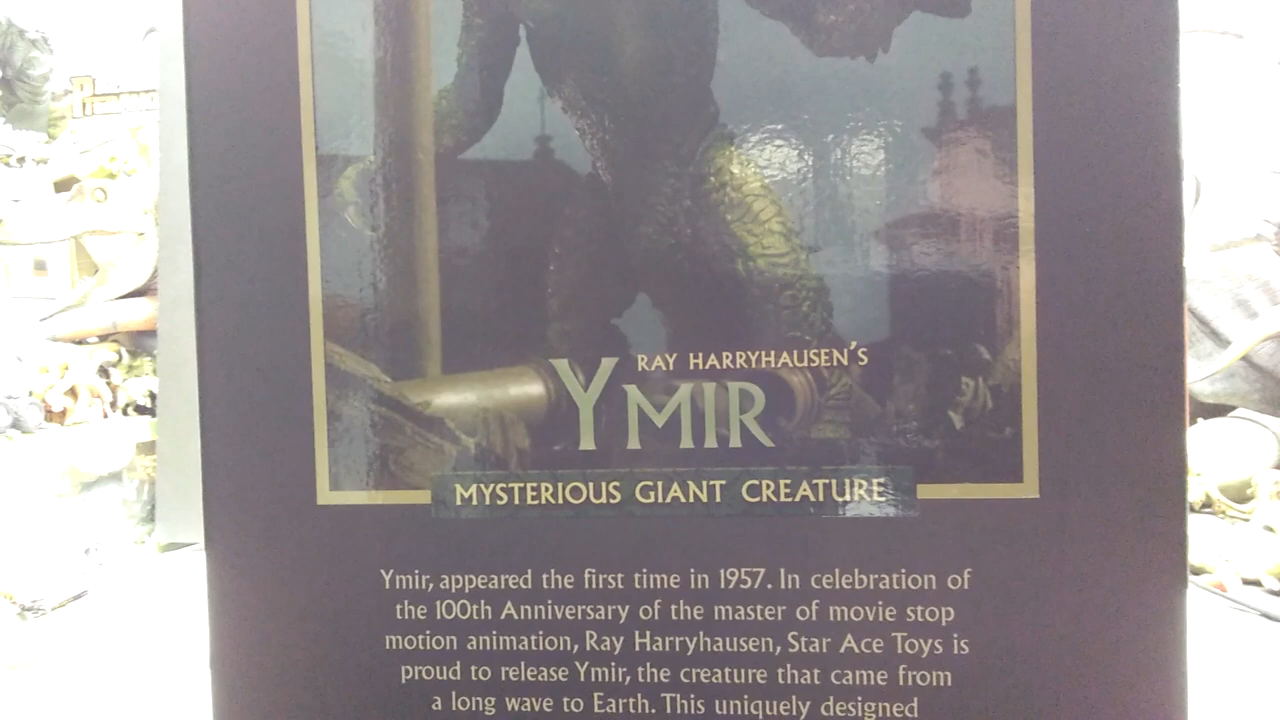 RAY HARRYHAUSEN'S
YMIR
MYSTERIOUS GIANT CREATURE
Ymir, appeared the first time in 1957. In celebration of
the 100th Anniversary of the master of movie stop
motion animation, Ray Harryhausen, Star Ace Toys is
proud to release Ymir, the creature that came from
a long wave to Earth. This uniquely designed